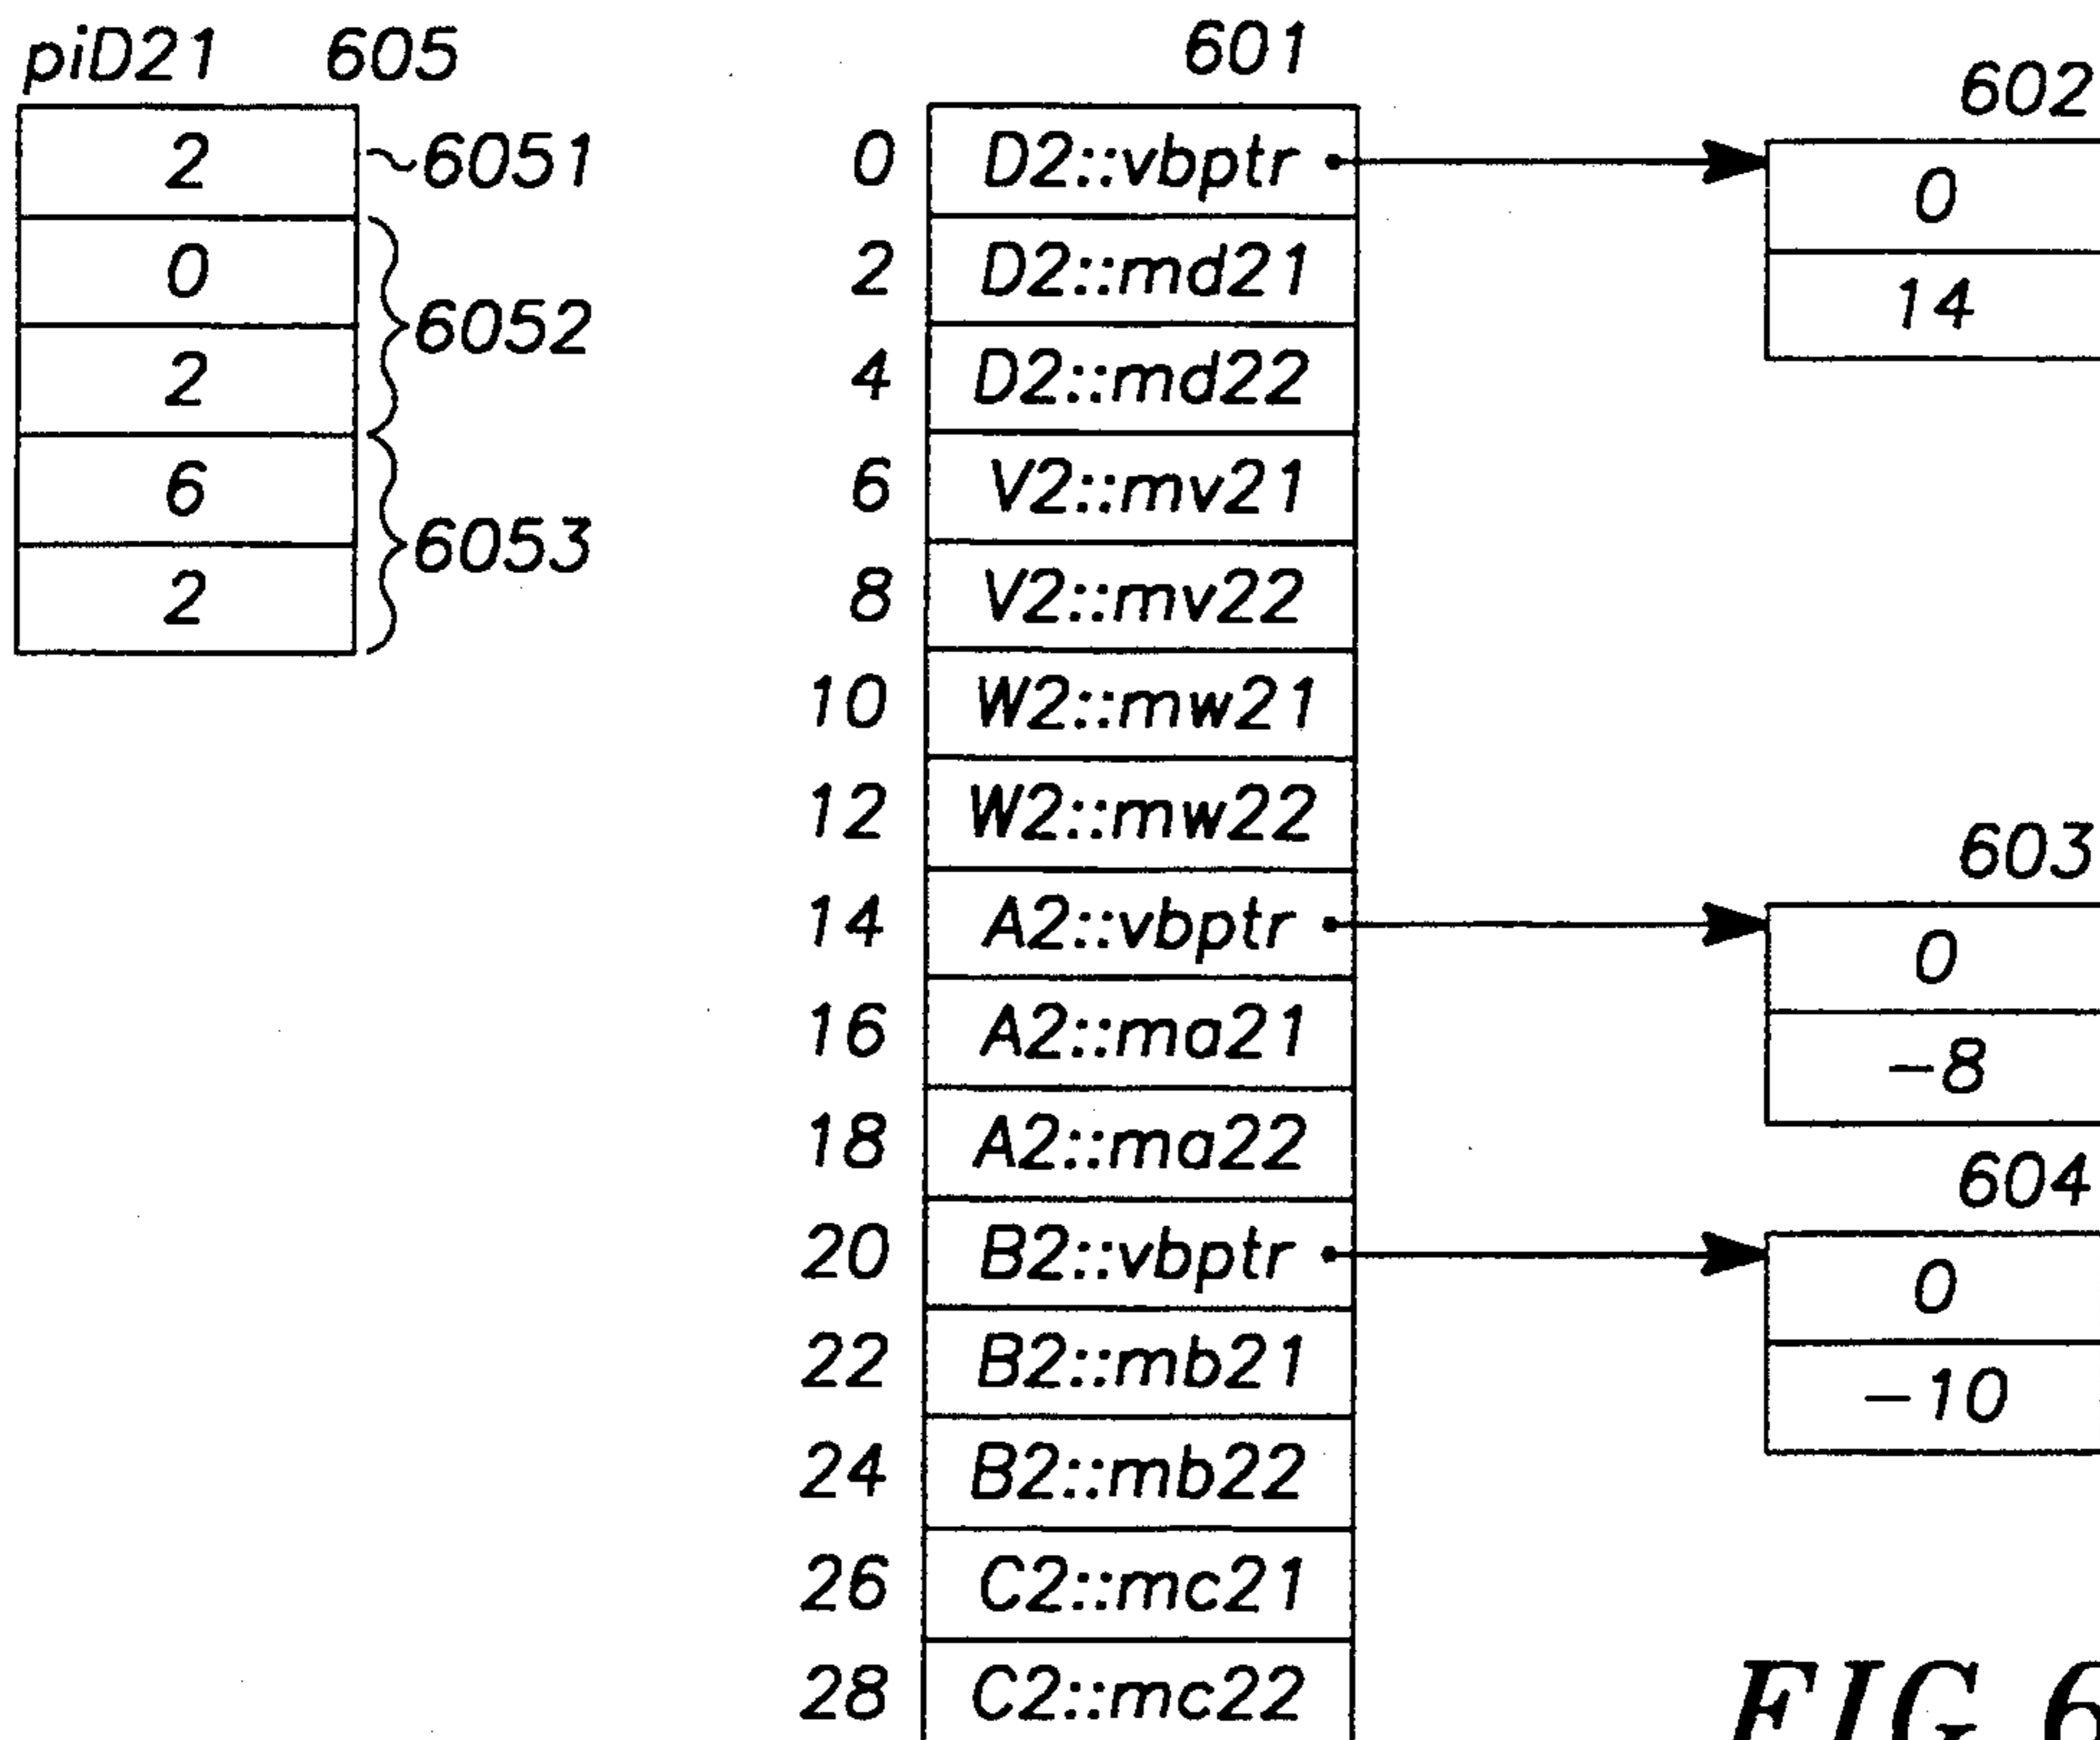 piD21 605
2 ~6051
0
2
6052
6
2
6053
601
0 D2::vbptr
2 D2::md21
4 D2::md22
6 V2::mv21
8 V2::mv22
10 W2::mw21
12 W2::mw22
14 A2::vbptr
16 A2::ma21
18 A2::ma22
20 B2::vbptr
22 B2::mb21
24 B2::mb22
26 C2::mc21
28 C2::mc22
602
0
14
603
0
-8
604
0
-10
FIG 6